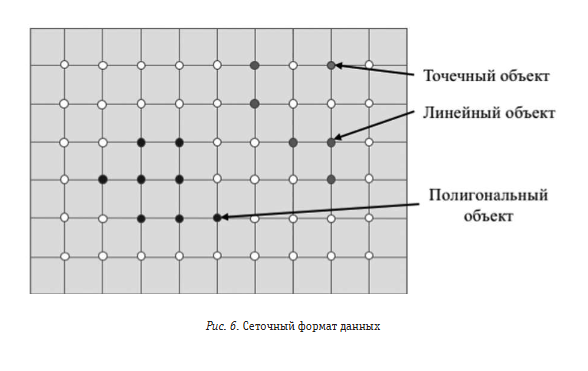 Точечный объект
Линейный объект
Полигональный
объект
Рис. 6. Сеточный формат данных